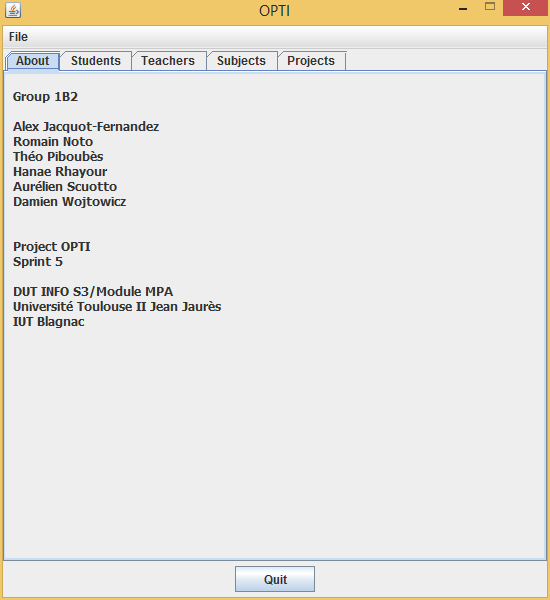 OPTI
File
About Students Teachers Subjects Projects
Group 1B2
Alex Jacquot-Fernandez
Romain Noto
Théo Piboubès
Hanae Rhayour
Aurélien Scuotto
Damien Wojtowicz
Project OPTI
Sprint 5
DUT INFO S3/Module MPA
Université Toulouse II Jean Jaurès
IUT Blagnac
Quit